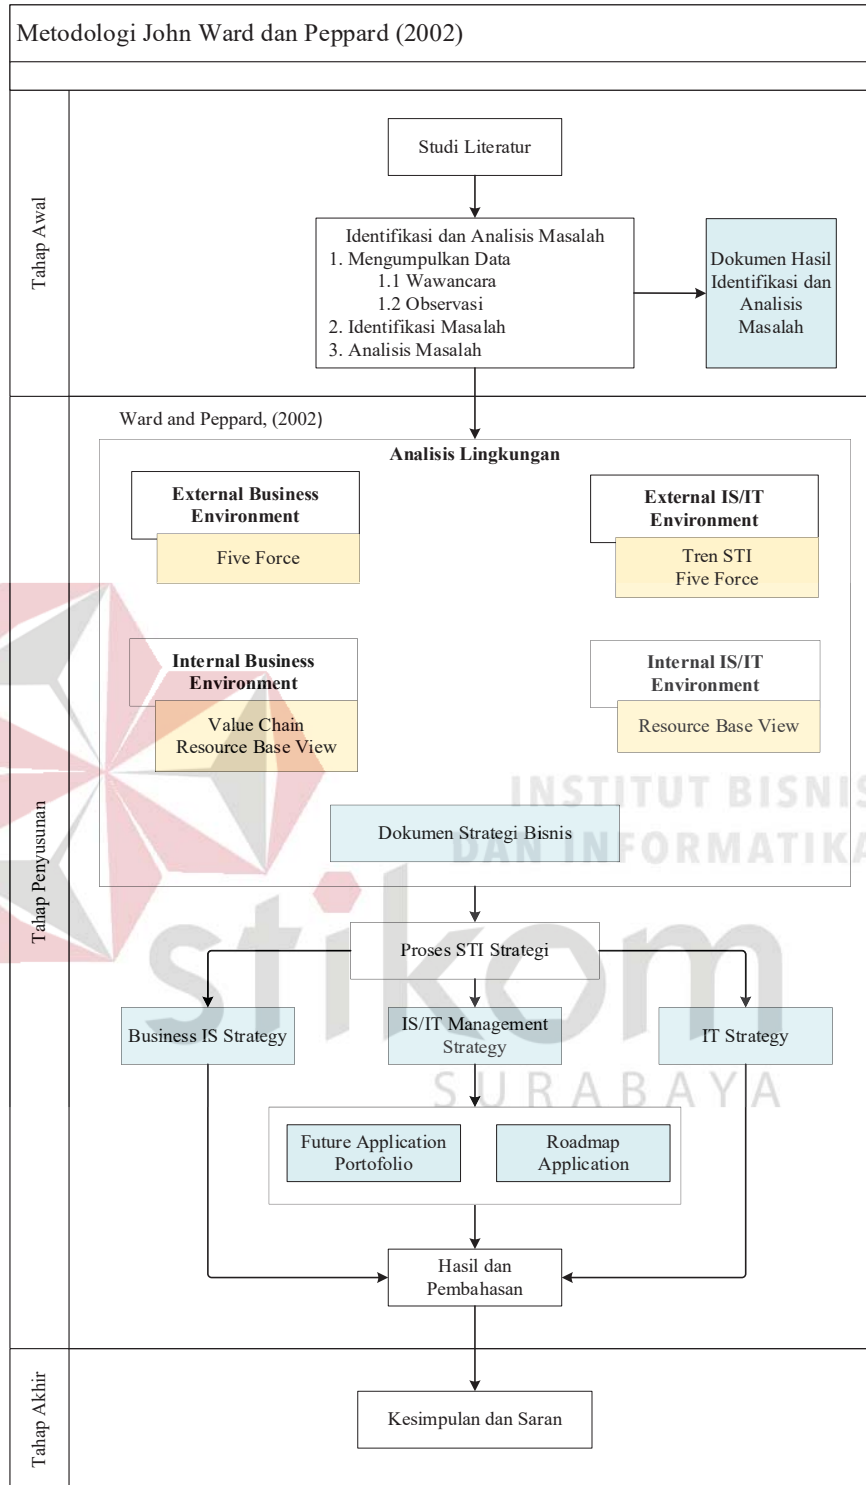 Metodologi John Ward dan Peppard (2002)
Tahap Awal
Studi Literatur
Identifikasi dan Analisis Masalah
1. Mengumpulkan Data
1.1 Wawancara
1.2 Observasi
2. Identifikasi Masalah
3. Analisis Masalah
Dokumen Hasil
Identifikasi dan
Analisis
Masalah
Tahap Penyusunan
Ward and Peppard, (2002)
Analisis Lingkungan
External Business
Environment
Five Force
External IS/IT
Environment
Tren STI
Five Force
Internal Business
Environment
Value Chain
Resource Base View
Internal IS/IT
Environment
Resource Base View
INSTITUT BISNIS
DAN INFORMATIKA
Dokumen Strategi Bisnis
stikom
SURABAYA
Proses STI Strategi
Business IS Strategy
IS/IT Management
Strategy
IT Strategy
Future Application
Portofolio
Roadmap
Application
Hasil dan
Pembahasan
Tahap Akhir
Kesimpulan dan Saran